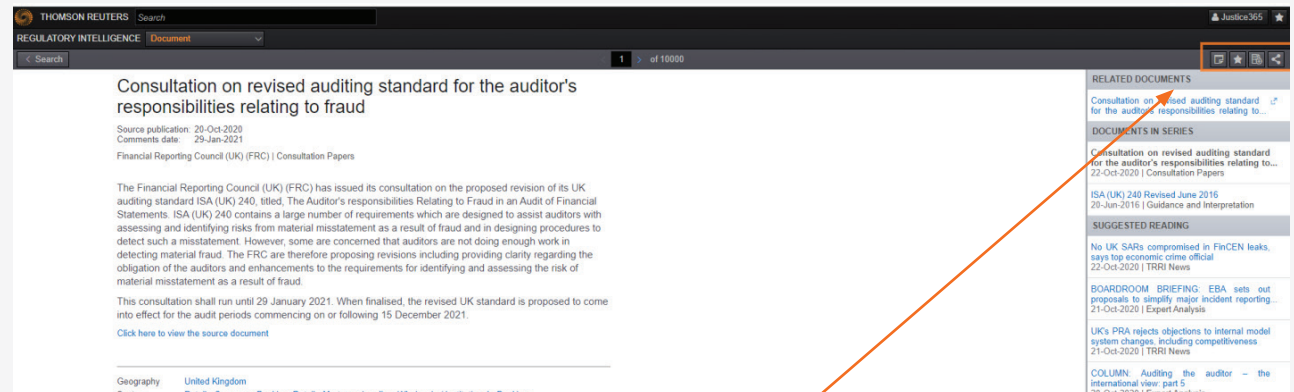 THOMSON REUTERS Search
Justice365
REGULATORY INTELLIGENCE Document
< Search
1 > of 10000
Consultation on revised auditing standard for the auditor's
responsibilities relating to fraud
Source publication: 20-Oct-2020
Comments date: 29-Jan-2021
Financial Reporting Council (UK) (FRC) | Consultation Papers
The Financial Reporting Council (UK) (FRC) has issued its consultation on the proposed revision of its UK
auditing standard ISA (UK) 240, titled, The Auditor's responsibilities Relating to Fraud in an Audit of Financial
Statements. ISA (UK) 240 contains a large number of requirements which are designed to assist auditors with
assessing and identifying risks from material misstatement as a result of fraud and in designing procedures to
detect such a misstatement. However, some are concerned that auditors are not doing enough work in
detecting material fraud. The FRC are therefore proposing revisions including providing clarity regarding the
obligation of the auditors and enhancements to the requirements for identifying and assessing the risk of
material misstatement as a result of fraud.
This consultation shall run until 29 January 2021. When finalised, the revised UK standard is proposed to come
into effect for the audit periods commencing on or following 15 December 2021.
Click here to view the source document
Geography United Kingdom
RELATED DOCUMENTS
Consultation on revised auditing standard
for the auditor's responsibilities relating to...
DOCUMENTS IN SERIES
Consultation on revised auditing standard
for the auditor's responsibilities relating to...
22-Oct-2020 | Consultation Papers
ISA (UK) 240 Revised June 2016
20-Jun-2016 | Guidance and Interpretation
SUGGESTED READING
No UK SARs compromised in FinCEN leaks,
says top economic crime official
22-Oct-2020 | TRRI News
BOARDROOM BRIEFING: EBA sets out
proposals to simplify major incident reporting...
21-Oct-2020 | Expert Analysis
UK's PRA rejects objections to internal model
system changes, including competitiveness
21-Oct-2020 | TRRI News
COLUMN: Auditing the auditor – the
international view: part 5